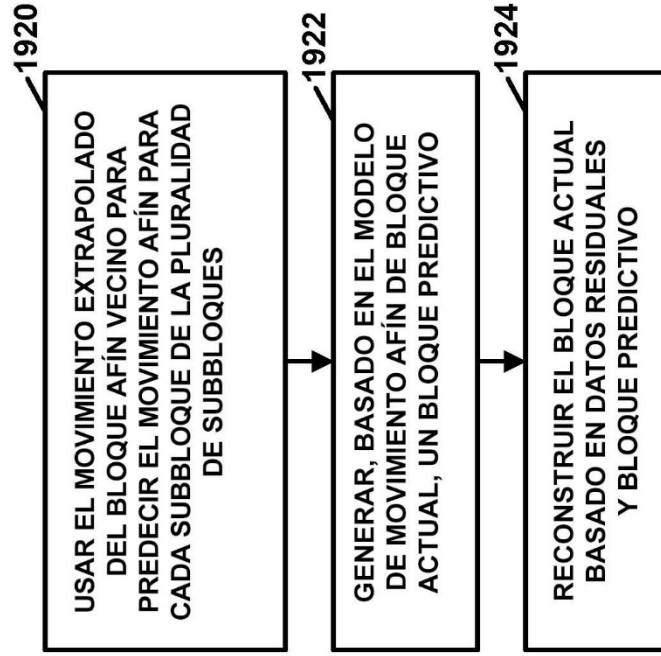 1920
USAR EL MOVIMIENTO EXTRAPOLADO
DEL BLOQUE AFÍN VECINO PARA
PREDECIR EL MOVIMIENTO AFÍN PARA
CADA SUBBLOQUE DE LA PLURALIDAD
DE SUBBLOQUES
1922
GENERAR, BASADO EN EL MODELO
DE MOVIMIENTO AFÍN DE BLOQUE
ACTUAL, UN BLOQUE PREDICTIVO
1924
RECONSTRUIR EL BLOQUE ACTUAL
BASADO EN DATOS RESIDUALES
Y BLOQUE PREDICTIVO